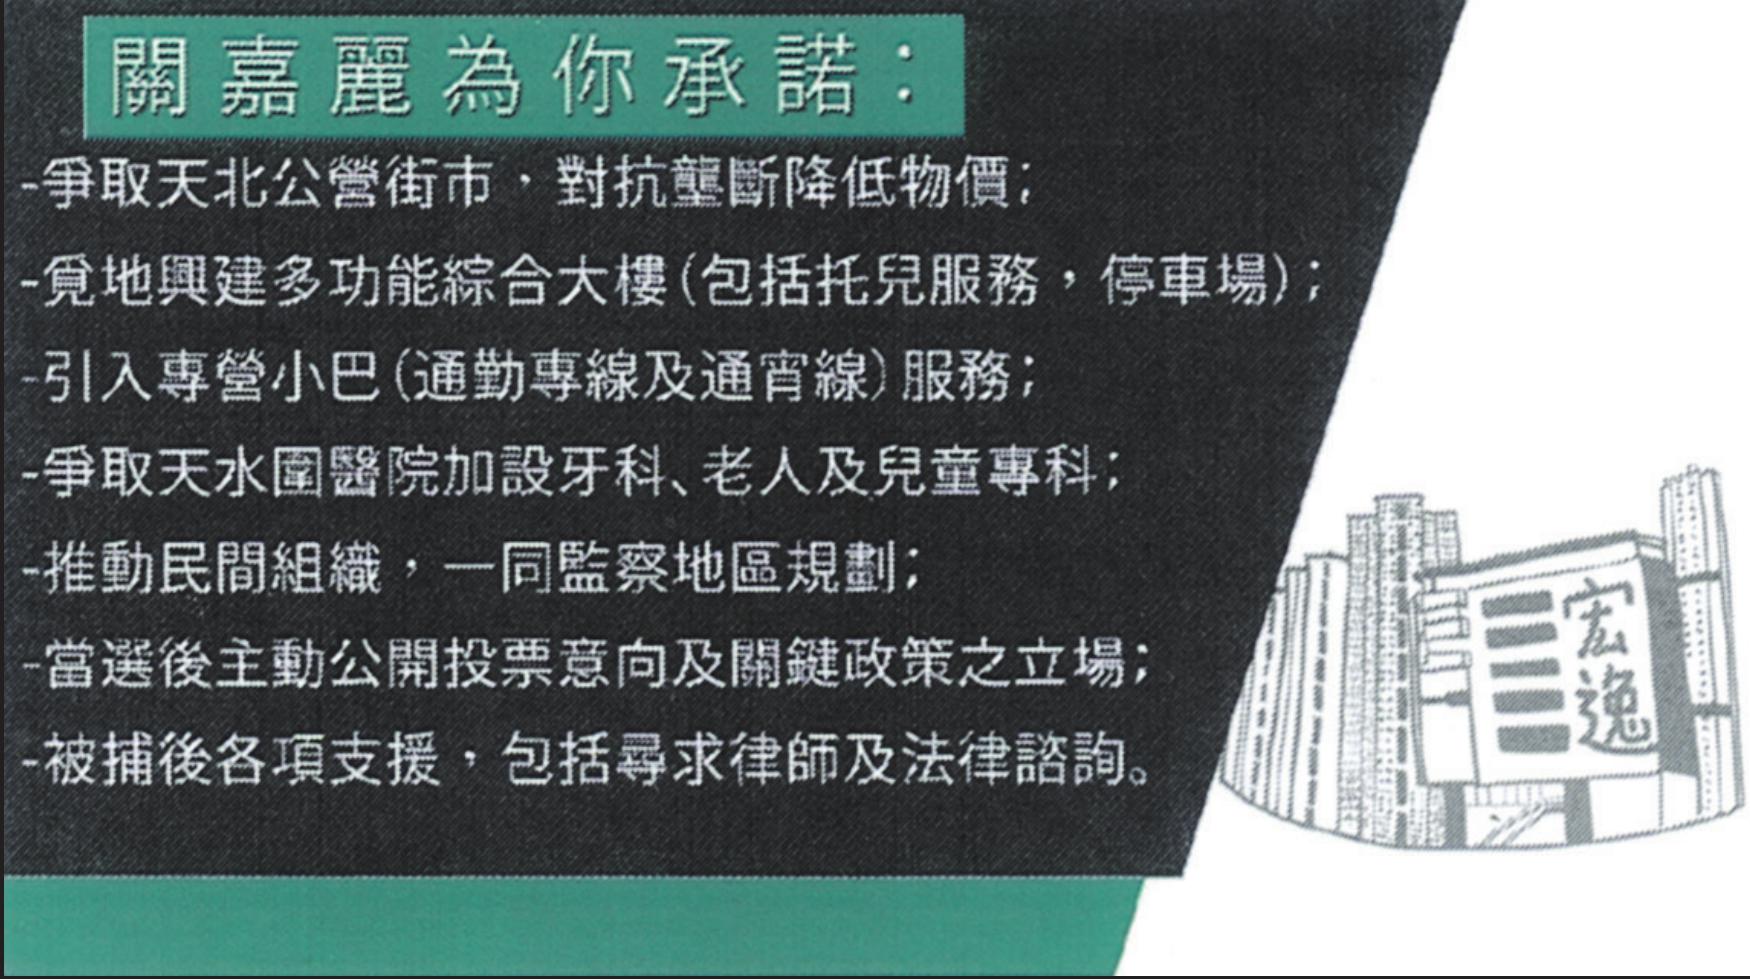 關嘉麗為你承諾：
-爭取天北公營街市，對抗壟斷降低物價；
-覓地興建多功能綜合大樓(包括托兒服務，停車場)；
-引入專營小巴(通勤專線及通宵線)服務；
-爭取天水圍醫院加設牙科、老人及兒童專科；
-推動民間組織，一同監察地區規劃；
-當選後主動公開投票意向及關鍵政策之立場；
-被捕後各項支援，包括尋求律師及法律諮詢。
宏逸